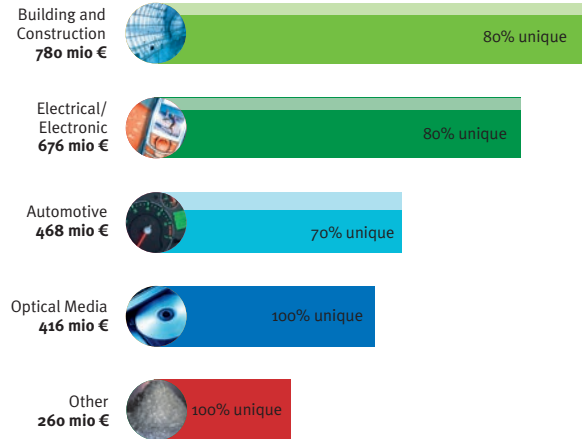 Building and
Construction
780 mio €
80% unique
Electrical/
Electronic
676 mio €
80% unique
Automotive
468 mio €
70% unique
Optical Media
416 mio €
100% unique
Other
260 mio €
100% unique